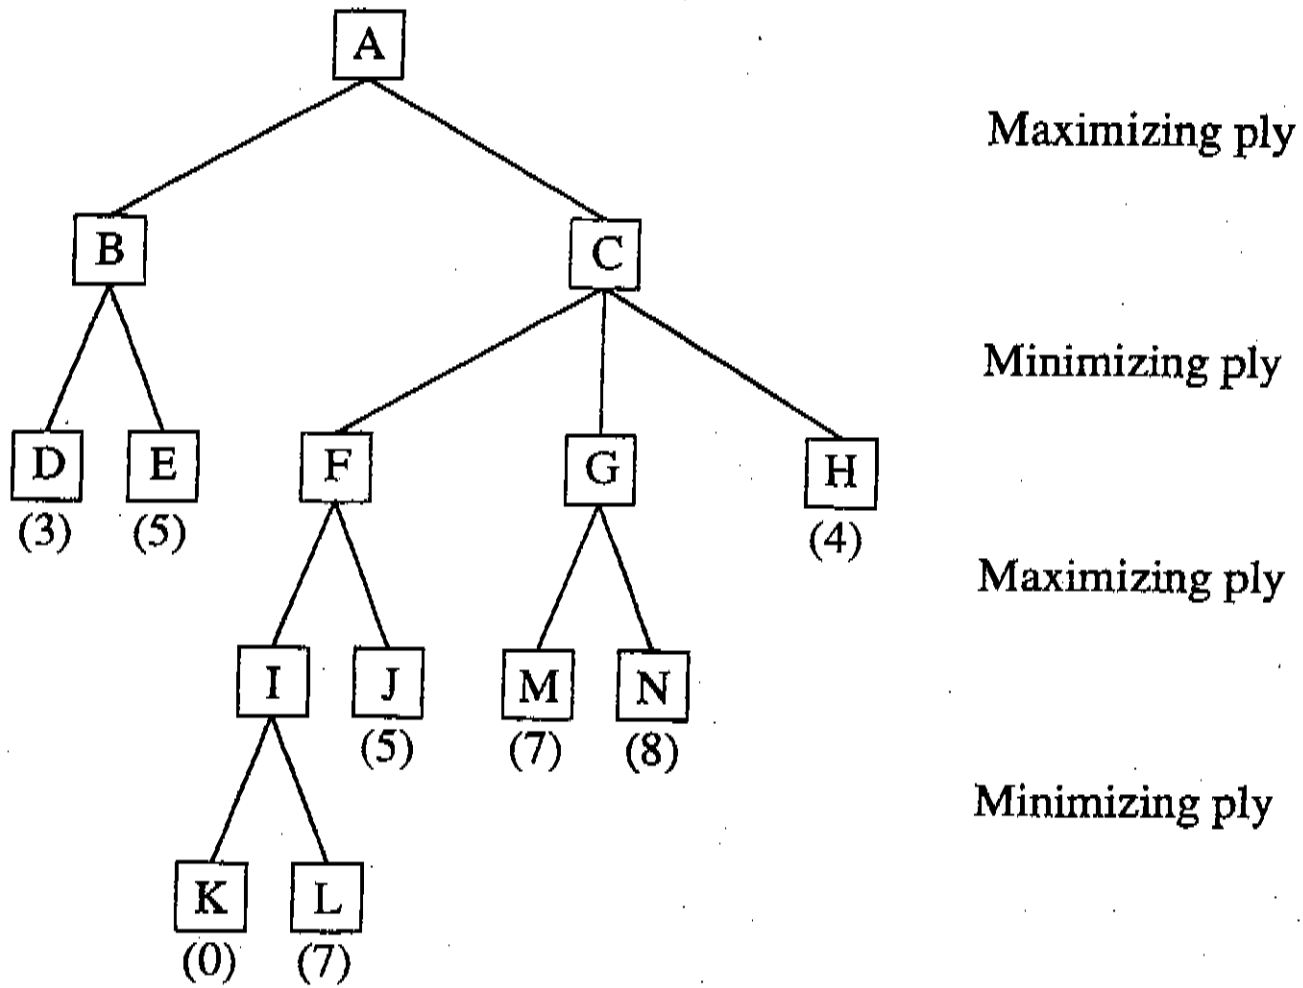 A
Maximizing ply
B
C
Minimizing ply
D
E
F
G
H
(3)
(5)
(4)
Maximizing ply
I
J
M
N
(5)
(7)
(8)
Minimizing ply
K
L
(0)
(7)